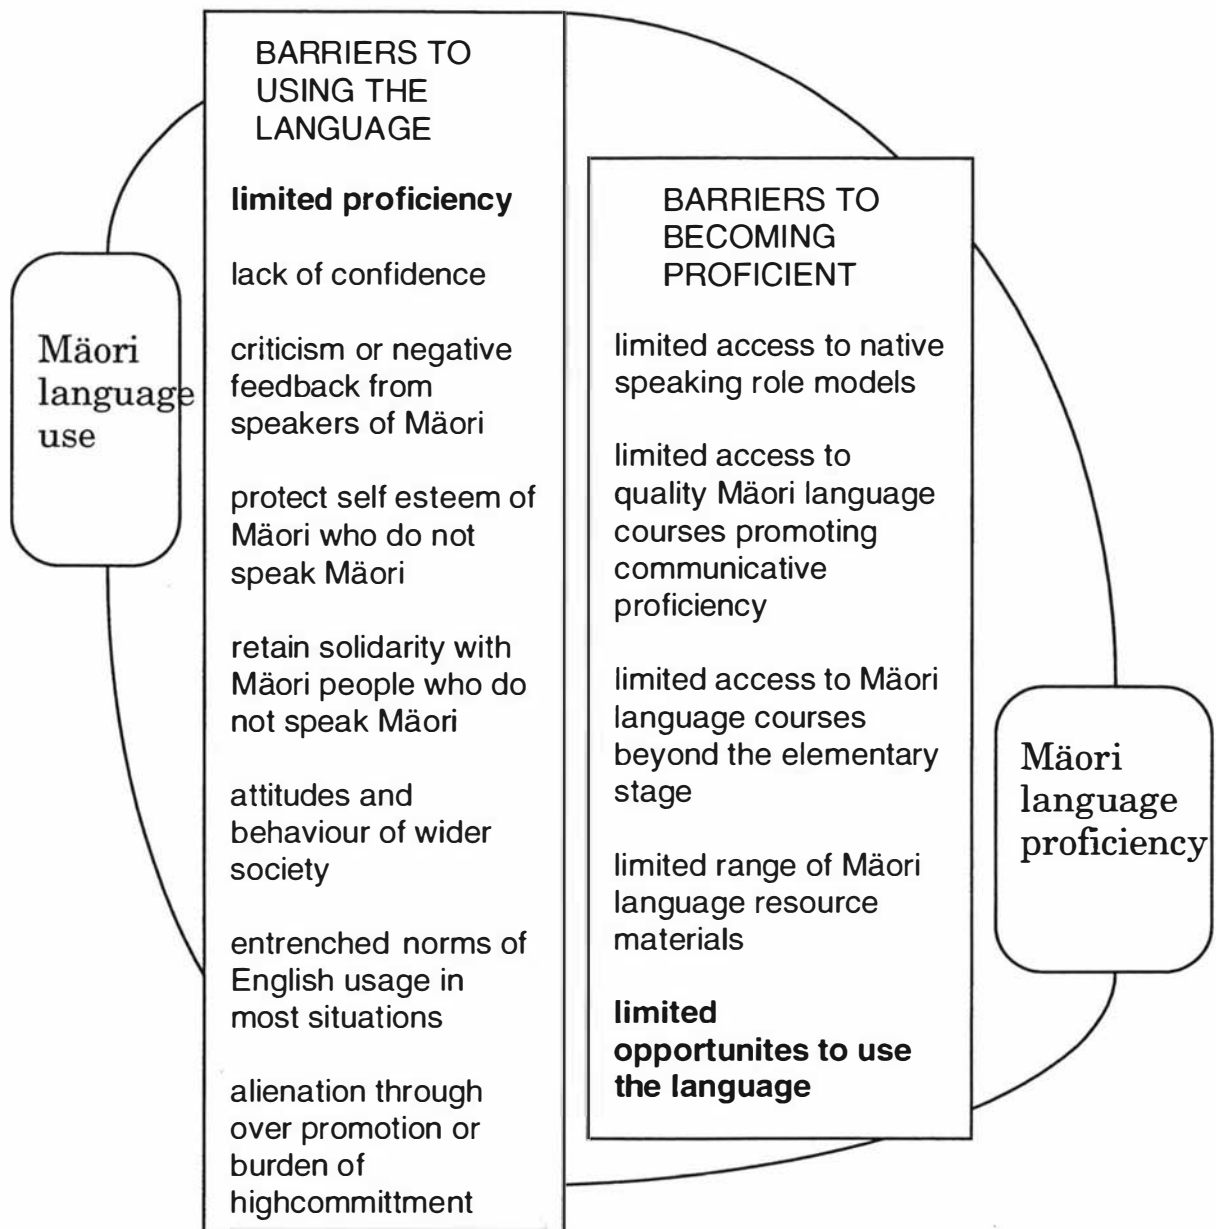 BARRIERS TO
USING THE
LANGUAGE
limited proficiency
lack of confidence
criticism or negative
feedback from
speakers of Mäori
protect self esteem of
Mäori who do not
speak Mäori
retain solidarity with
Mäori people who do
not speak Mäori
attitudes and
behaviour of wider
society
entrenched norms of
English usage in
most situations
alienation through
over promotion or
burden of
highcommittment
BARRIERS TO
BECOMING
PROFICIENT
limited access to native
speaking role models
limited access to
quality Mäori language
courses promoting
communicative
proficiency
limited access to Mäori
language courses
beyond the elementary
stage
limited range of Mäori
language resource
materials
limited
opportunites to use
the language
Mäori
language
use
Mäori
language
proficiency